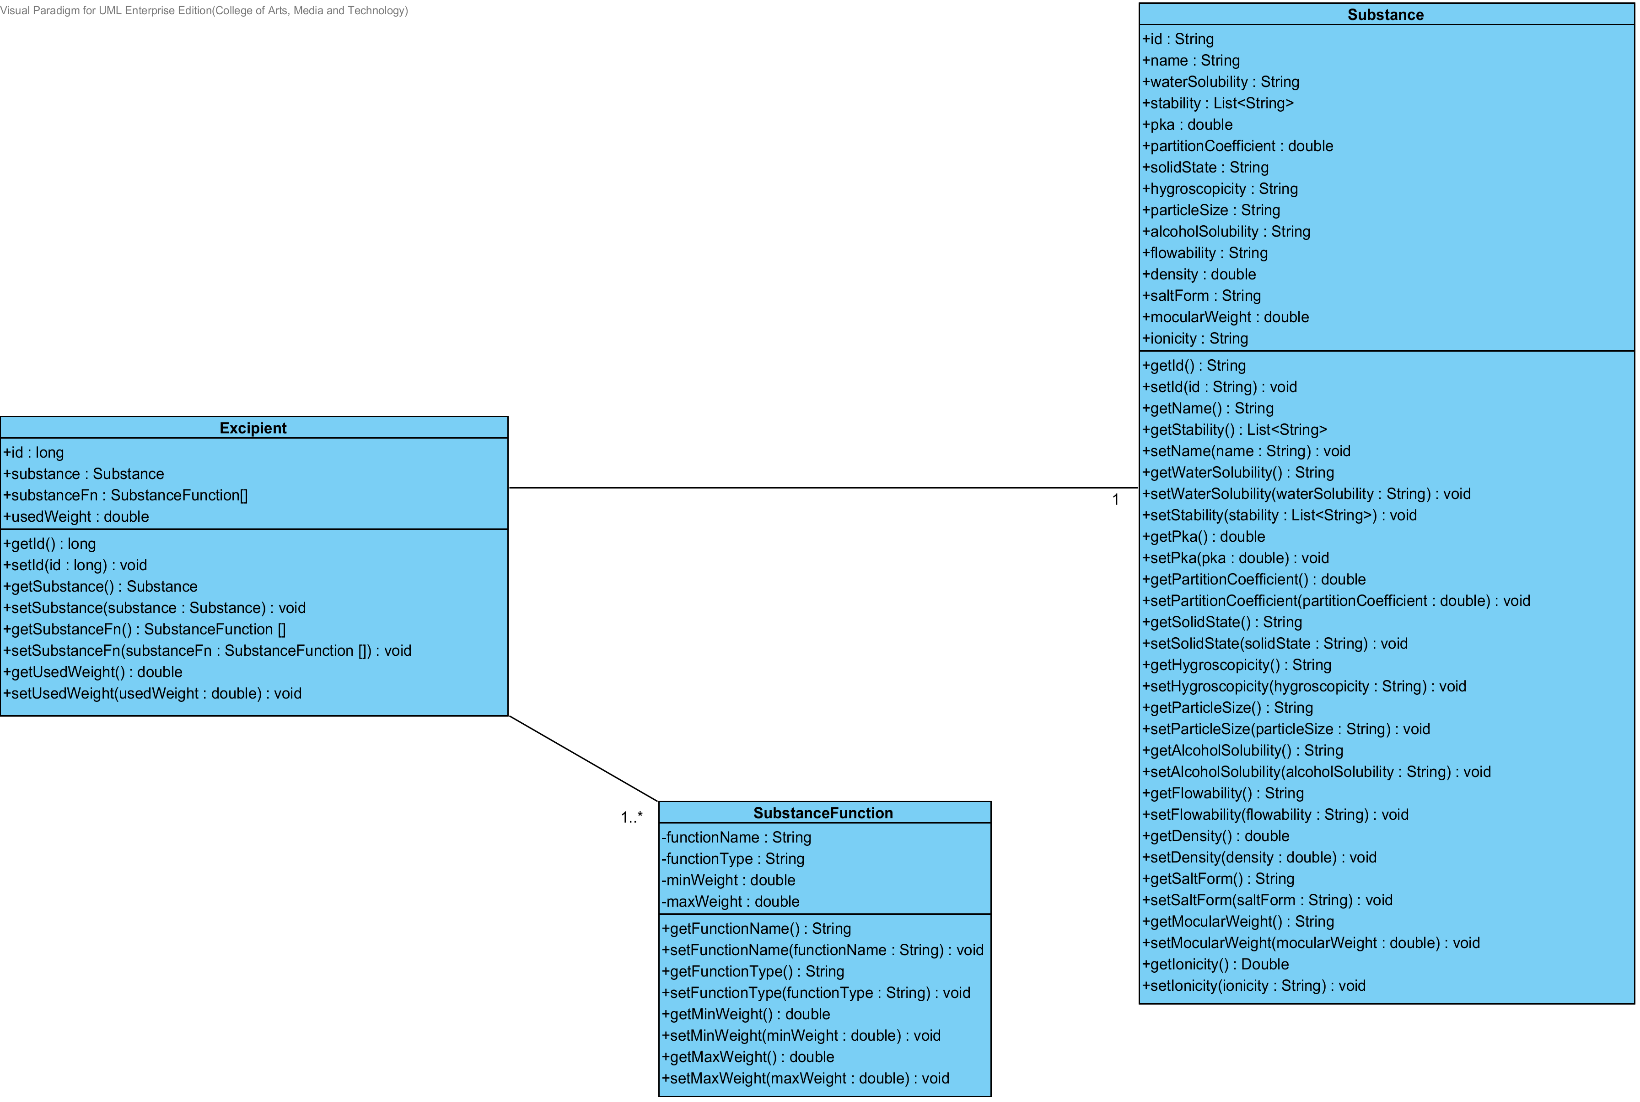 Visual Paradigm for UML Enterprise Edition(College of Arts, Media and Technology)
Substance
+id : String
+name : String
+waterSolubility : String
+stability : List<String>
+pka : double
+partitionCoefficient : double
+solidState : String
+hygroscopicity : String
+particleSize : String
+alcoholSolubility : String
+flowability : String
+density : double
+saltForm : String
+mocularWeight : double
+ionicity : String
+getId() : String
+setId(id : String) : void
+getName() : String
+getStability() : List<String>
+setName(name : String) : void
+getWaterSolubility() : String
+setWaterSolubility(waterSolubility : String) : void
+setStability(stability : List<String>) : void
+getPka() : double
+setPka(pka : double) : void
+getPartitionCoefficient() : double
+setPartitionCoefficient(partitionCoefficient : double) : void
+getSolidState() : String
+setSolidState(solidState : String) : void
+getHygroscopicity() : String
+setHygroscopicity(hygroscopicity : String) : void
+getParticleSize() : String
+setParticleSize(particleSize : String) : void
+getAlcoholSolubility() : String
+setAlcoholSolubility(alcoholSolubility : String) : void
+getFlowability() : String
+setFlowability(flowability : String) : void
+getDensity() : double
+setDensity(density : double) : void
+getSaltForm() : String
+setSaltForm(saltForm : String) : void
+getMocularWeight() : String
+setMocularWeight(mocularWeight : double) : void
+getIonicity() : Double
+setIonicity(ionicity : String) : void
Excipient
+id : long
+substance : Substance
+substanceFn : SubstanceFunction[]
+usedWeight : double
+getId() : long
+setId(id : long) : void
+getSubstance() : Substance
+setSubstance(substance : Substance) : void
+getSubstanceFn() : SubstanceFunction []
+setSubstanceFn(substanceFn : SubstanceFunction []) : void
+getUsedWeight() : double
+setUsedWeight(usedWeight : double) : void
1
1..*
SubstanceFunction
-functionName : String
-functionType : String
-minWeight : double
-maxWeight : double
+getFunctionName() : String
+setFunctionName(functionName : String) : void
+getFunctionType() : String
+setFunctionType(functionType : String) : void
+getMinWeight() : double
+setMinWeight(minWeight : double) : void
+getMaxWeight() : double
+setMaxWeight(maxWeight : double) : void